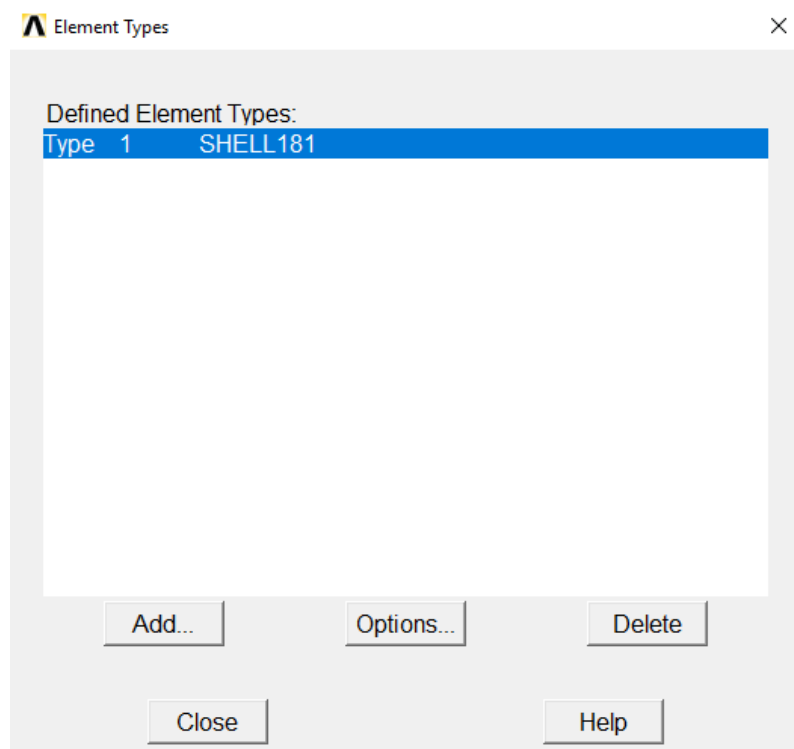 Element Types
Defined Element Types:
Type 1 SHELL181
Add... Options... Delete
Close Help